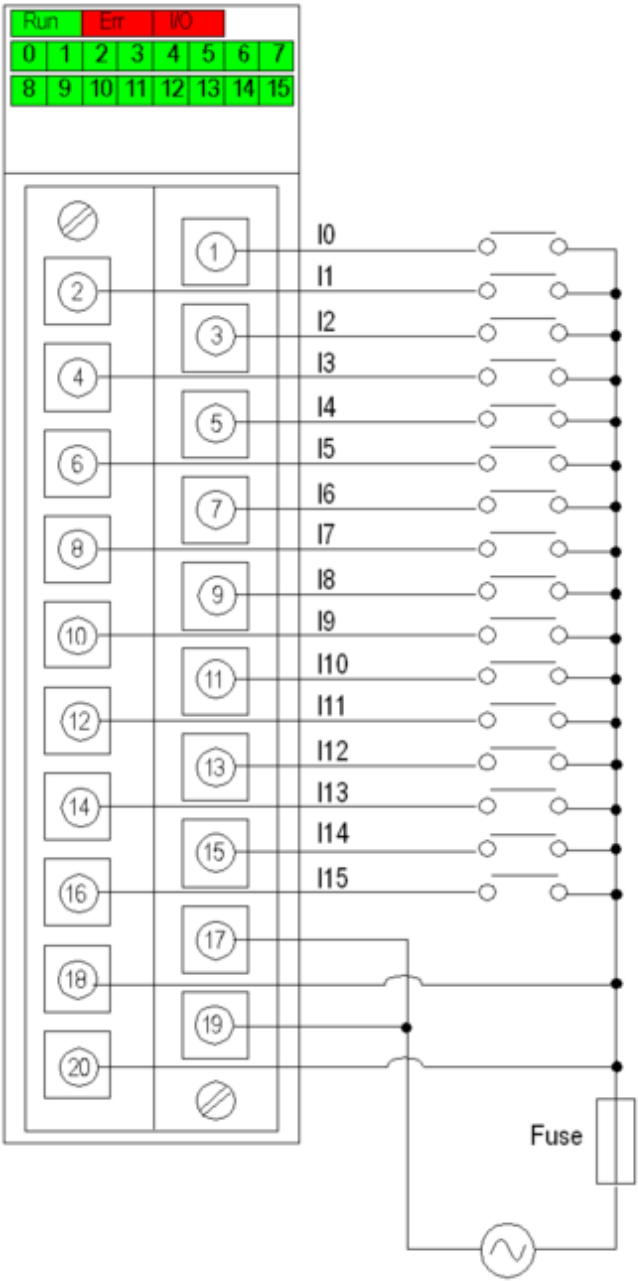 Run Err I/O
0 1 2 3 4 5 6 7
8 9 10 11 12 13 14 15
1 I0
2 I1
3 I2
4 I3
5 I4
6 I5
7 I6
8 I7
9 I8
10 I9
11 I10
12 I11
13 I12
14 I13
15 I14
16 I15
17
18
19
20
Fuse